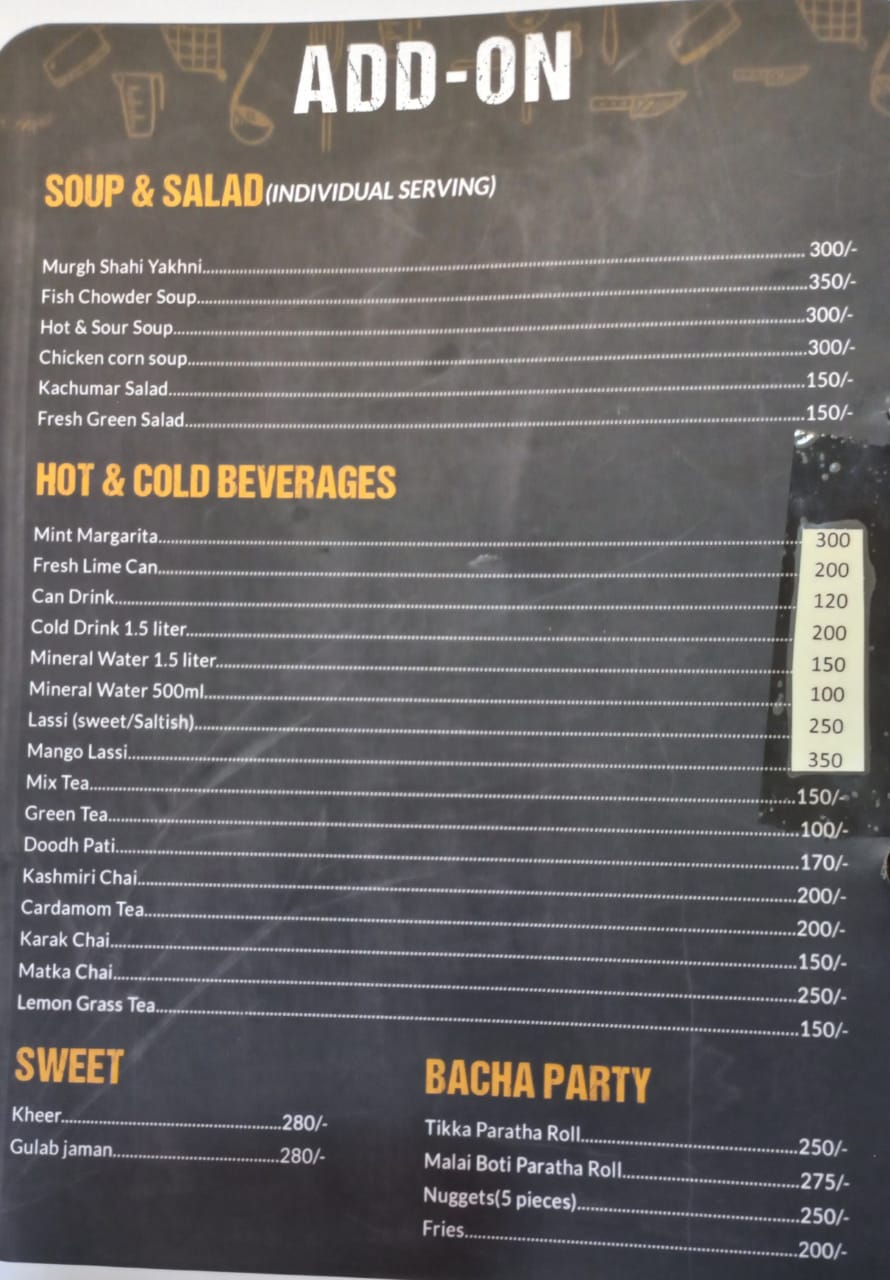 ADD-ON
SOUP & SALAD (INDIVIDUAL SERVING)
Murgh Shahi Yakhni 300/-
Fish Chowder Soup 350/-
Hot & Sour Soup 300/-
Chicken corn soup 300/-
Kachumar Salad 150/-
Fresh Green Salad 150/-
HOT & COLD BEVERAGES
Mint Margarita 300
Fresh Lime Can 200
Can Drink 120
Cold Drink 1.5 liter 200
Mineral Water 1.5 liter 150
Mineral Water 500ml 100
Lassi (sweet/Saltish) 250
Mango Lassi 350
Mix Tea 150/-
Green Tea 100/-
Doodh Pati 170/-
Kashmiri Chai 200/-
Cardamom Tea 200/-
Karak Chai 150/-
Matka Chai 250/-
Lemon Grass Tea 150/-
SWEET
Kheer 280/-
Gulab jaman 280/-
BACHA PARTY
Tikka Paratha Roll 250/-
Malai Boti Paratha Roll 275/-
Nuggets(5 pieces) 250/-
Fries 200/-